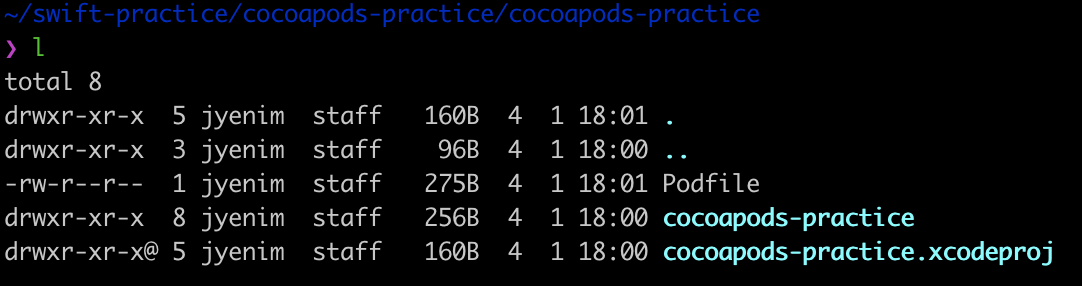 ~/swift-practice/cocoapods-practice/cocoapods-practice
❯ l
total 8
drwxr-xr-x  5 jyenim  staff   160B  4  1 18:01 .
drwxr-xr-x  3 jyenim  staff    96B  4  1 18:00 ..
-rw-r--r--  1 jyenim  staff   275B  4  1 18:01 Podfile
drwxr-xr-x  8 jyenim  staff   256B  4  1 18:00 cocoapods-practice
drwxr-xr-x@ 5 jyenim  staff   160B  4  1 18:00 cocoapods-practice.xcodeproj